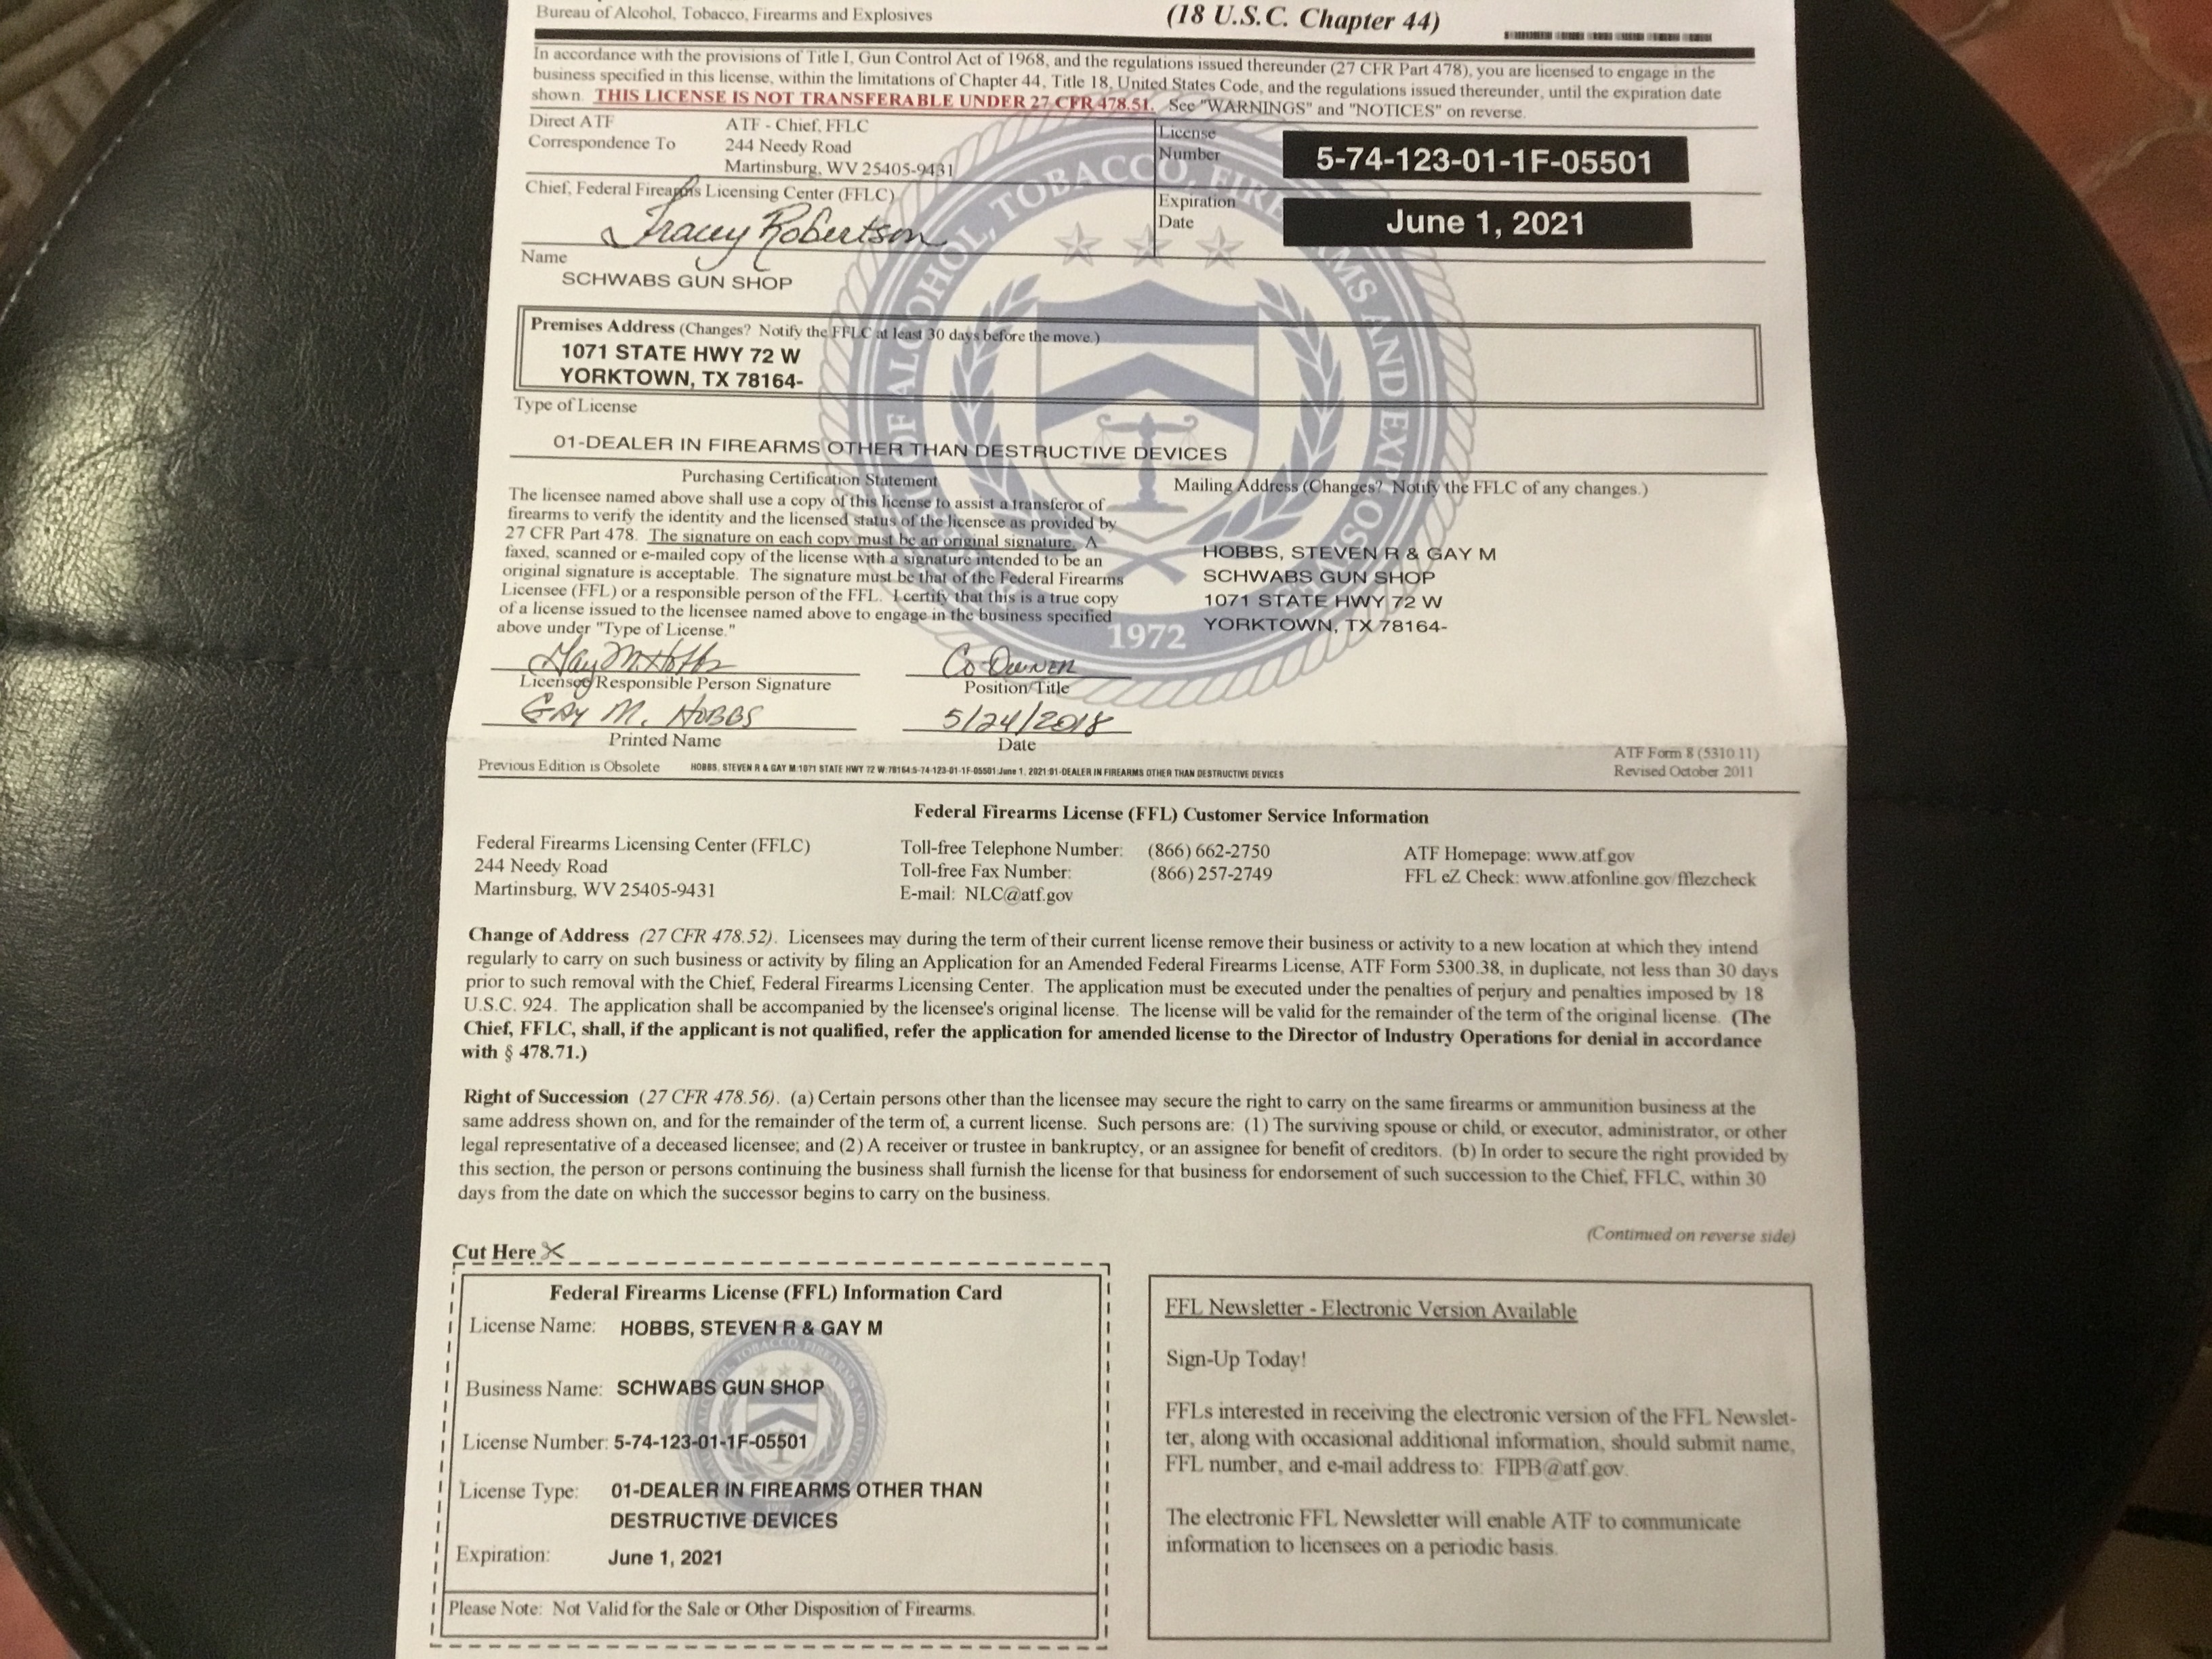 Bureau of Alcohol, Tobacco, Firearms and Explosives
(18 U.S.C. Chapter 44)
In accordance with the provisions of Title I, Gun Control Act of 1968, and the regulations issued thereunder (27 CFR Part 478), you are licensed to engage in the
business specified in this license, within the limitations of Chapter 44, Title 18, United States Code, and the regulations issued thereunder, until the expiration date
shown. THIS LICENSE IS NOT TRANSFERABLE UNDER 27 CFR 478.51. See "WARNINGS" and "NOTICES" on reverse.
Direct ATF
Correspondence To
ATF - Chief, FFLC
244 Needy Road
Martinsburg, WV 25405-9431
License
Number
5-74-123-01-1F-05501
Chief, Federal Firearms Licensing Center (FFLC)
Tracey Robertson
Expiration
Date
June 1, 2021
Name
SCHWABS GUN SHOP
Premises Address (Changes? Notify the FFLC at least 30 days before the move.)
1071 STATE HWY 72 W
YORKTOWN, TX 78164-
Type of License
01-DEALER IN FIREARMS OTHER THAN DESTRUCTIVE DEVICES
Purchasing Certification Statement
The licensee named above shall use a copy of this license to assist a transferor of
firearms to verify the identity and the licensed status of the licensee as provided by
27 CFR Part 478. The signature on each copy must be an original signature. A
faxed, scanned or e-mailed copy of the license with a signature intended to be an
original signature is acceptable. The signature must be that of the Federal Firearms
Licensee (FFL) or a responsible person of the FFL. I certify that this is a true copy
of a license issued to the licensee named above to engage in the business specified
above under "Type of License."
Mailing Address (Changes? Notify the FFLC of any changes.)
HOBBS, STEVEN R & GAY M
SCHWABS GUN SHOP
1071 STATE HWY 72 W
YORKTOWN, TX 78164-
1972
Gay M Hobbs
Co-Owner
Licensee/Responsible Person Signature
Position/Title
GAY M. HOBBS
5/24/2018
Printed Name
Date
ATF Form 8 (5310.11)
Revised October 2011
Previous Edition is Obsolete
HOBBS, STEVEN R & GAY M:1071 STATE HWY 72 W:78164:5-74-123-01-1F-05501:June 1, 2021:01-DEALER IN FIREARMS OTHER THAN DESTRUCTIVE DEVICES
Federal Firearms License (FFL) Customer Service Information
Federal Firearms Licensing Center (FFLC)
244 Needy Road
Martinsburg, WV 25405-9431
Toll-free Telephone Number: (866) 662-2750
Toll-free Fax Number: (866) 257-2749
E-mail: NLC@atf.gov
ATF Homepage: www.atf.gov
FFL eZ Check: www.atfonline.gov/fflezcheck
Change of Address (27 CFR 478.52). Licensees may during the term of their current license remove their business or activity to a new location at which they intend
regularly to carry on such business or activity by filing an Application for an Amended Federal Firearms License, ATF Form 5300.38, in duplicate, not less than 30 days
prior to such removal with the Chief, Federal Firearms Licensing Center. The application must be executed under the penalties of perjury and penalties imposed by 18
U.S.C. 924. The application shall be accompanied by the licensee's original license. The license will be valid for the remainder of the term of the original license. (The
Chief, FFLC, shall, if the applicant is not qualified, refer the application for amended license to the Director of Industry Operations for denial in accordance
with § 478.71.)
Right of Succession (27 CFR 478.56). (a) Certain persons other than the licensee may secure the right to carry on the same firearms or ammunition business at the
same address shown on, and for the remainder of the term of, a current license. Such persons are: (1) The surviving spouse or child, or executor, administrator, or other
legal representative of a deceased licensee; and (2) A receiver or trustee in bankruptcy, or an assignee for benefit of creditors. (b) In order to secure the right provided by
this section, the person or persons continuing the business shall furnish the license for that business for endorsement of such succession to the Chief, FFLC, within 30
days from the date on which the successor begins to carry on the business.
(Continued on reverse side)
Cut Here
Federal Firearms License (FFL) Information Card
License Name: HOBBS, STEVEN R & GAY M
Business Name: SCHWABS GUN SHOP
License Number: 5-74-123-01-1F-05501
License Type: 01-DEALER IN FIREARMS OTHER THAN
DESTRUCTIVE DEVICES
Expiration: June 1, 2021
Please Note: Not Valid for the Sale or Other Disposition of Firearms.
FFL Newsletter - Electronic Version Available
Sign-Up Today!
FFLs interested in receiving the electronic version of the FFL Newslet-
ter, along with occasional additional information, should submit name,
FFL number, and e-mail address to: FIPB@atf.gov.
The electronic FFL Newsletter will enable ATF to communicate
information to licensees on a periodic basis.